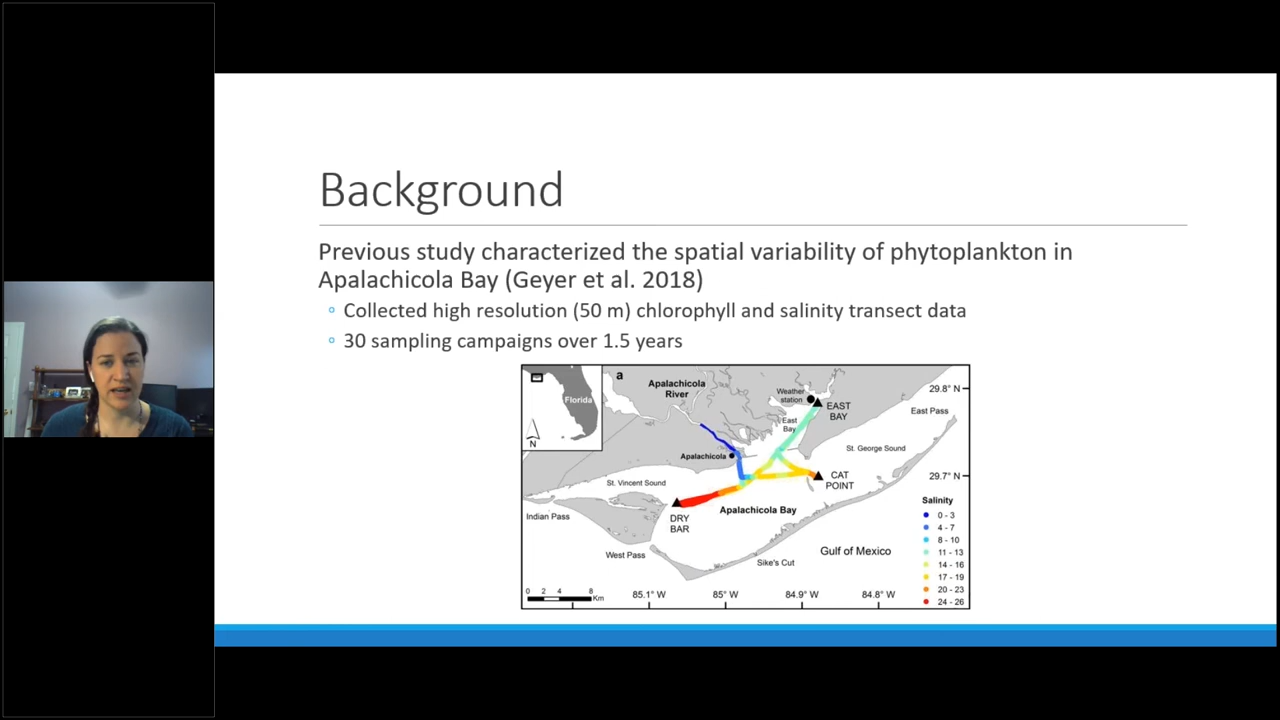 Background
Previous study characterized the spatial variability of phytoplankton in
Apalachicola Bay (Geyer et al. 2018)
Collected high resolution (50 m) chlorophyll and salinity transect data
30 sampling campaigns over 1.5 years
a
Florida
N
Apalachicola
River
Weather
station
EAST
BAY
East
Bay
East Pass
29.8° N
St. George Sound
Apalachicola
CAT
POINT
29.7° N
St. Vincent Sound
DRY
BAR
Apalachicola Bay
Indian Pass
West Pass
Sike's Cut
Gulf of Mexico
Salinity
0 - 3
4 - 7
8 - 10
11 - 13
14 - 16
17 - 19
20 - 23
24 - 26
0 2 4 8
Km
85.1° W
85° W
84.9° W
84.8° W